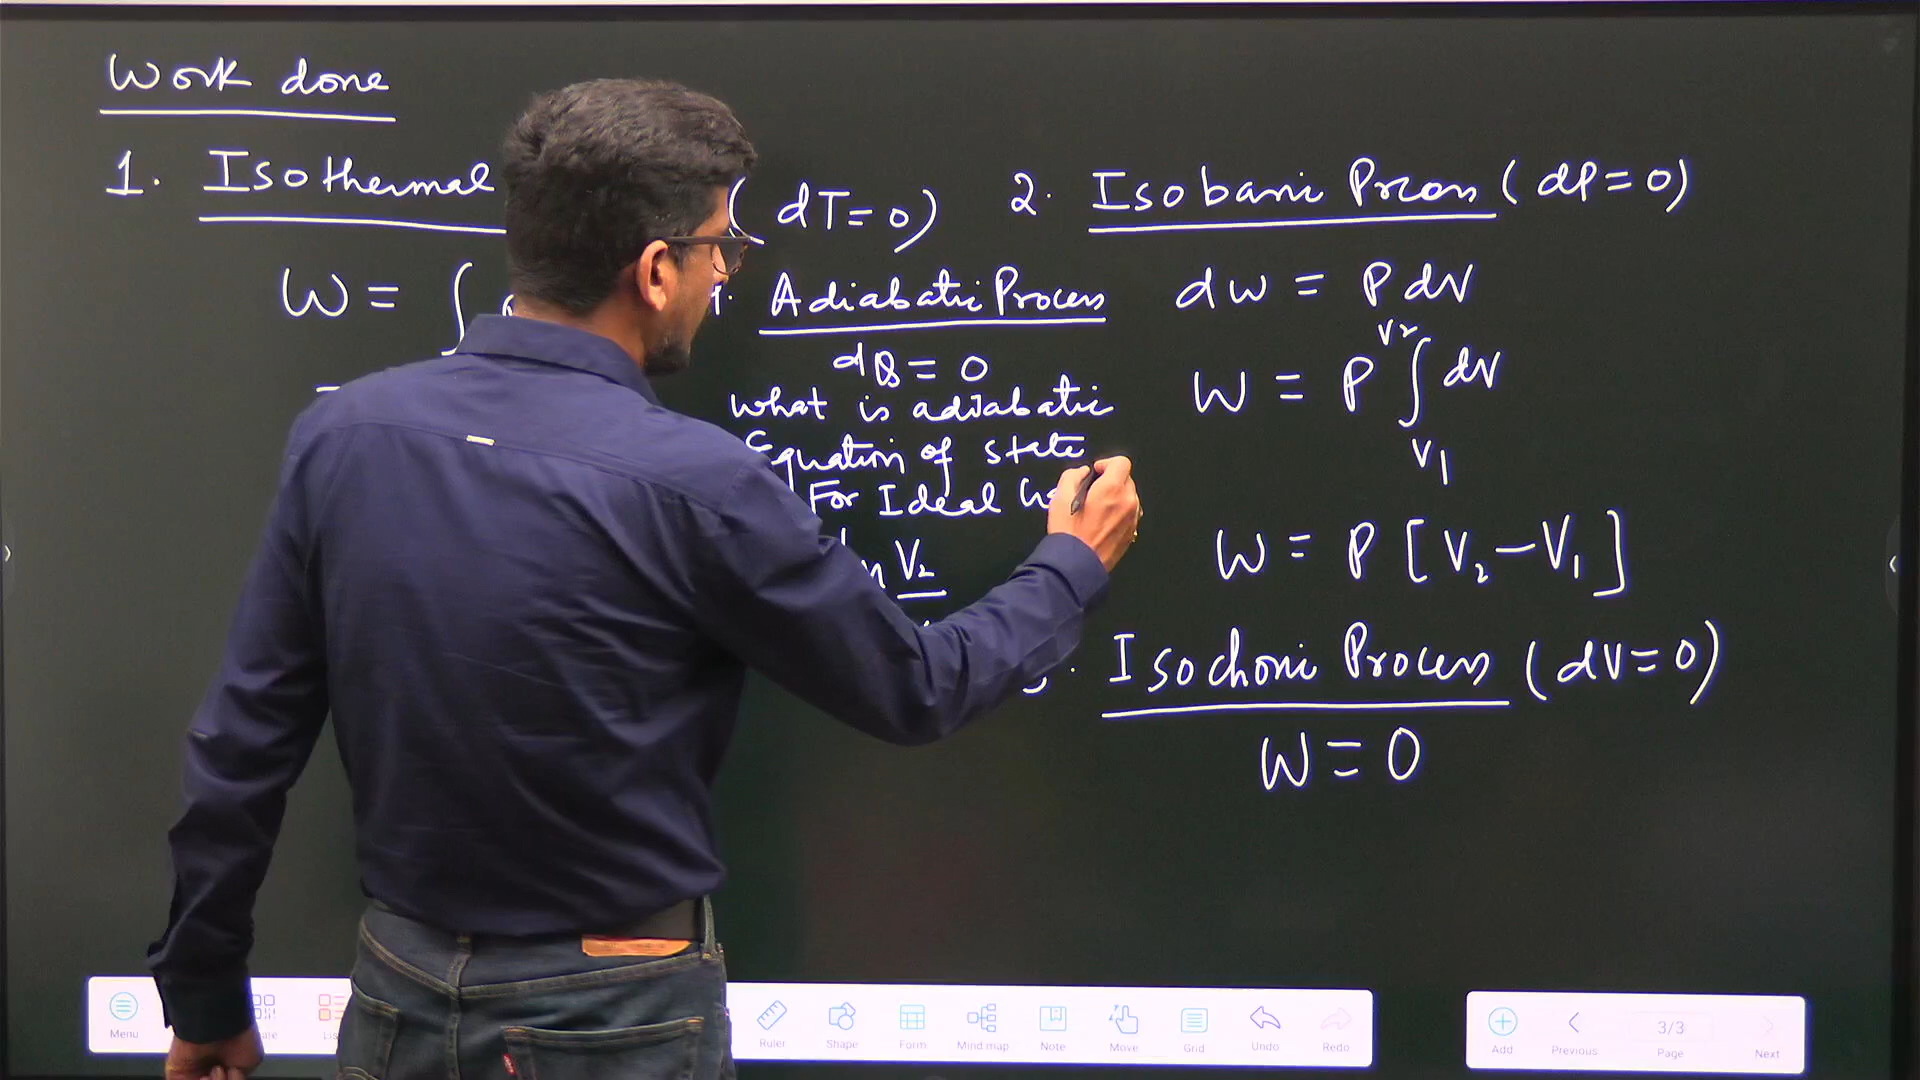 Work done
1. Isothermal (dT=0)
W = ∫
4. Adiabatic Process
dQ = 0
what is adiabatic
Equation of state
For Ideal
V₂
2. Isobaric Process (dP=0)
dw = PdV
W = P ∫ dV
V₂
V₁
W = P [V₂-V₁]
Isochoric Process (dV=0)
W = 0
Menu
Ruler
Shape
Form
Mind map
Note
Move
Grid
Undo
Redo
Add
Previous
3/3
Page
Next